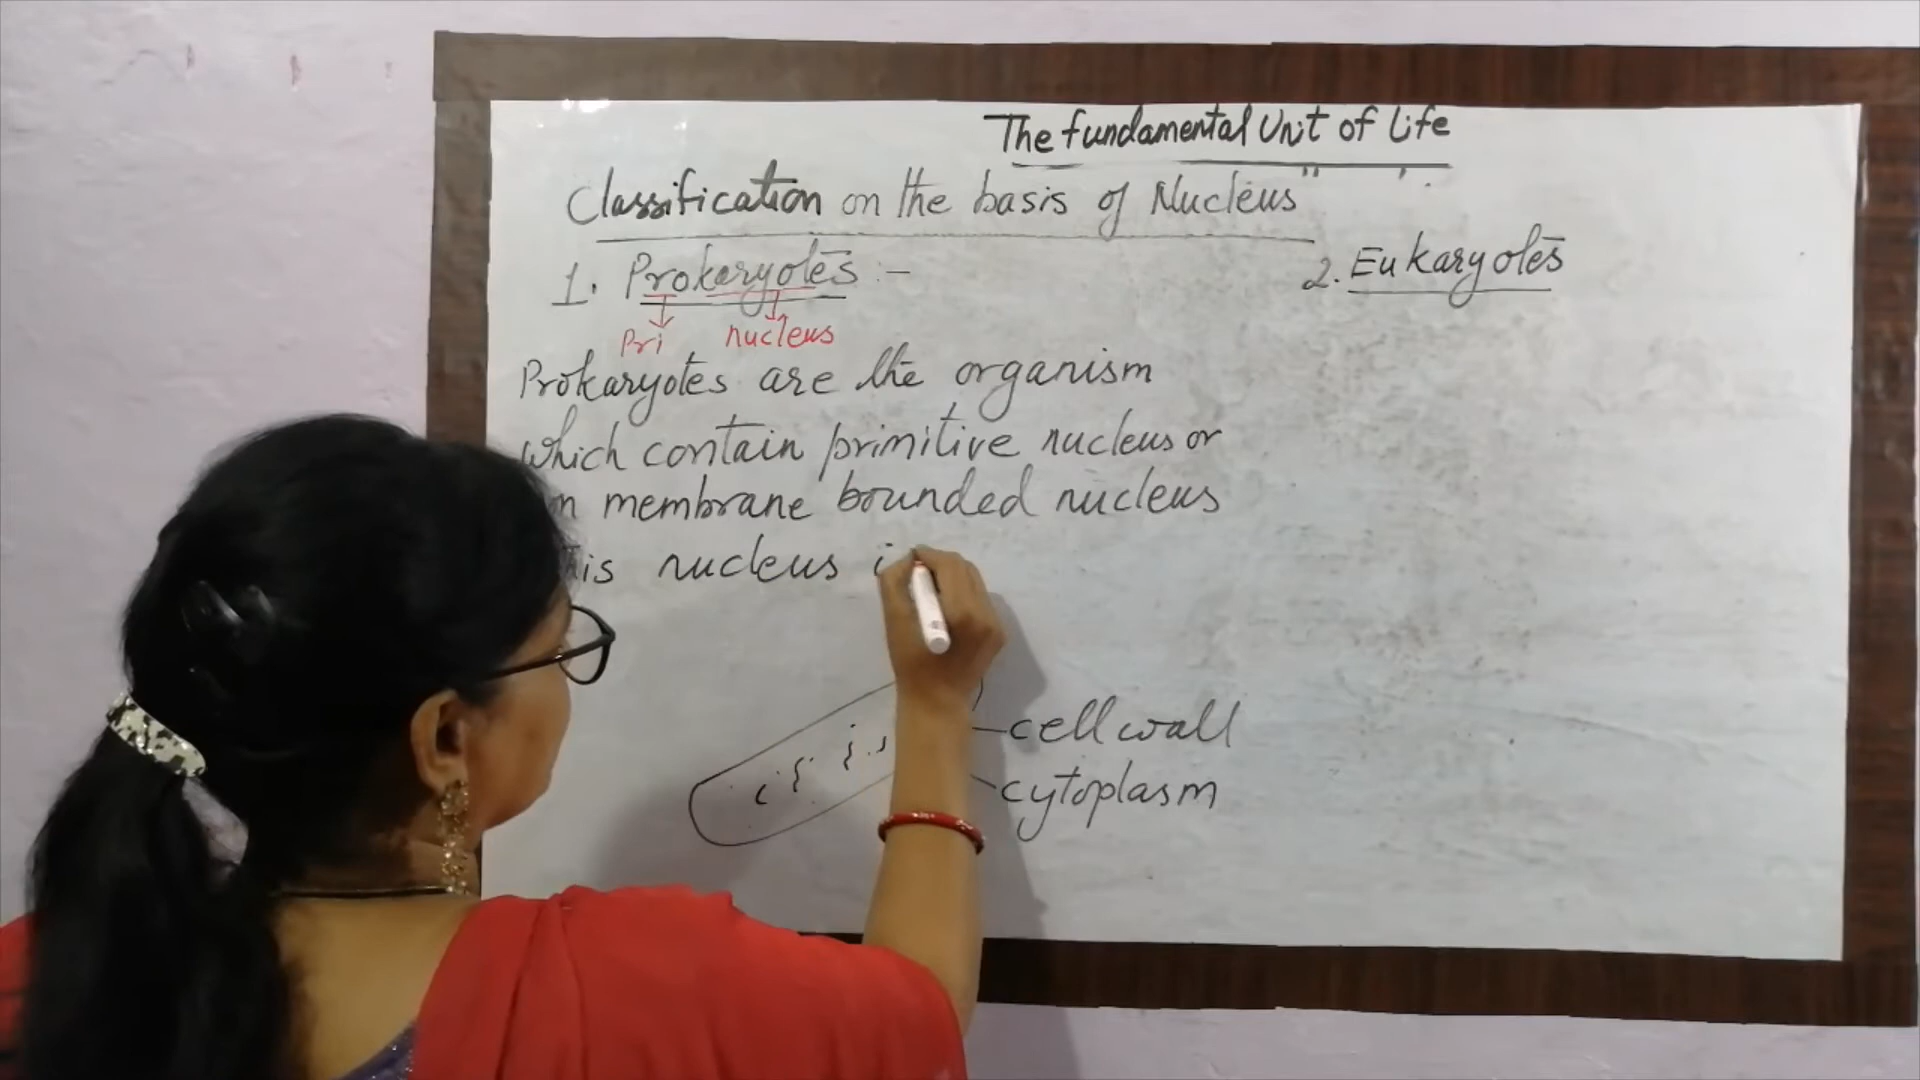 The Fundamental Unit of Life
Classification on the basis of Nucleus
1. Prokaryotes :-
2. Eukaryotes
Pri nucleus
Prokaryotes are the organism
which contain primitive nucleus or
membrane bounded nucleus
nucleus
cell wall
cytoplasm